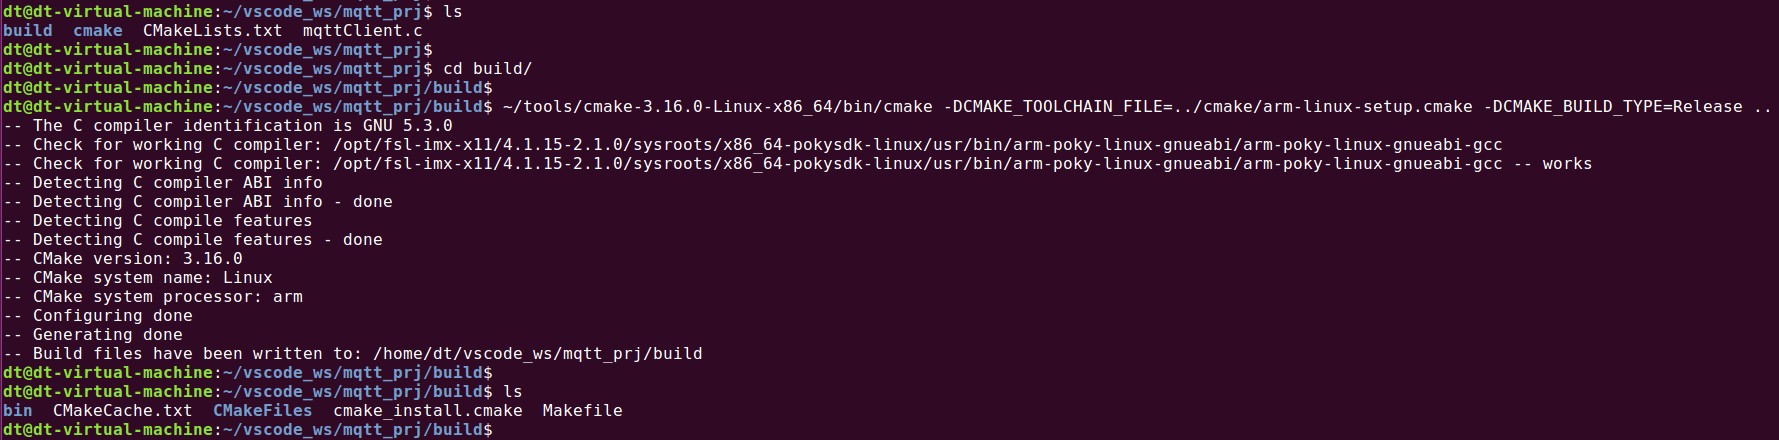 dt@dt-virtual-machine:~/vscode_ws/mqtt_prj$ ls
build  cmake  CMakeLists.txt  mqttClient.c
dt@dt-virtual-machine:~/vscode_ws/mqtt_prj$
dt@dt-virtual-machine:~/vscode_ws/mqtt_prj$ cd build/
dt@dt-virtual-machine:~/vscode_ws/mqtt_prj/build$
dt@dt-virtual-machine:~/vscode_ws/mqtt_prj/build$ ~/tools/cmake-3.16.0-Linux-x86_64/bin/cmake -DCMAKE_TOOLCHAIN_FILE=../cmake/arm-linux-setup.cmake -DCMAKE_BUILD_TYPE=Release ..
-- The C compiler identification is GNU 5.3.0
-- Check for working C compiler: /opt/fsl-imx-x11/4.1.15-2.1.0/sysroots/x86_64-pokysdk-linux/usr/bin/arm-poky-linux-gnueabi/arm-poky-linux-gnueabi-gcc
-- Check for working C compiler: /opt/fsl-imx-x11/4.1.15-2.1.0/sysroots/x86_64-pokysdk-linux/usr/bin/arm-poky-linux-gnueabi/arm-poky-linux-gnueabi-gcc -- works
-- Detecting C compiler ABI info
-- Detecting C compiler ABI info - done
-- Detecting C compile features
-- Detecting C compile features - done
-- CMake version: 3.16.0
-- CMake system name: Linux
-- CMake system processor: arm
-- Configuring done
-- Generating done
-- Build files have been written to: /home/dt/vscode_ws/mqtt_prj/build
dt@dt-virtual-machine:~/vscode_ws/mqtt_prj/build$
dt@dt-virtual-machine:~/vscode_ws/mqtt_prj/build$ ls
bin  CMakeCache.txt  CMakeFiles  cmake_install.cmake  Makefile
dt@dt-virtual-machine:~/vscode_ws/mqtt_prj/build$